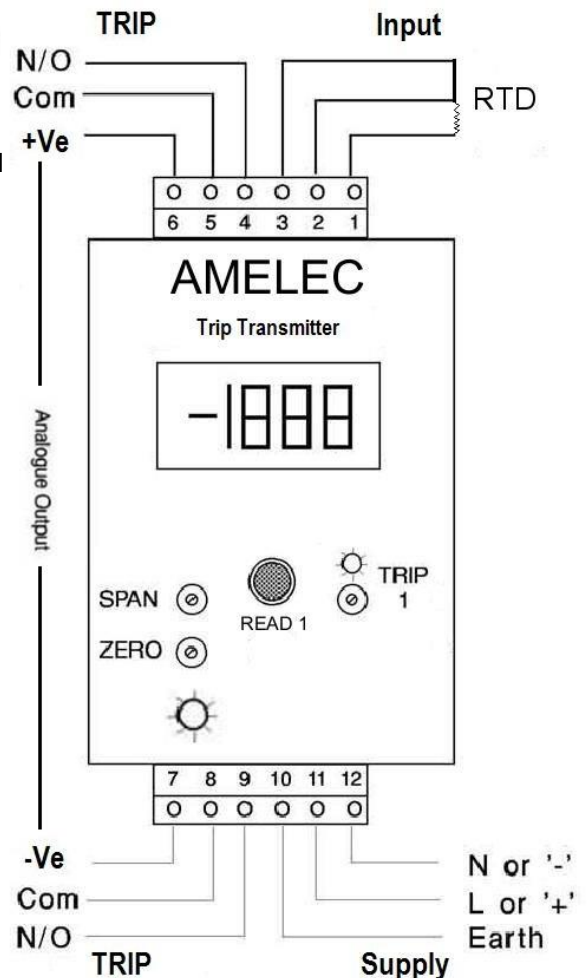 TRIP Input
N/O
Com
RTD
+Ve
6 5 4 3 2 1
AMELEC
Trip Transmitter
-1888
Analogue Output
TRIP
1
SPAN
READ 1
ZERO
7 8 9 10 11 12
-Ve
N or '-'
Com
L or '+'
N/O
Earth
TRIP Supply